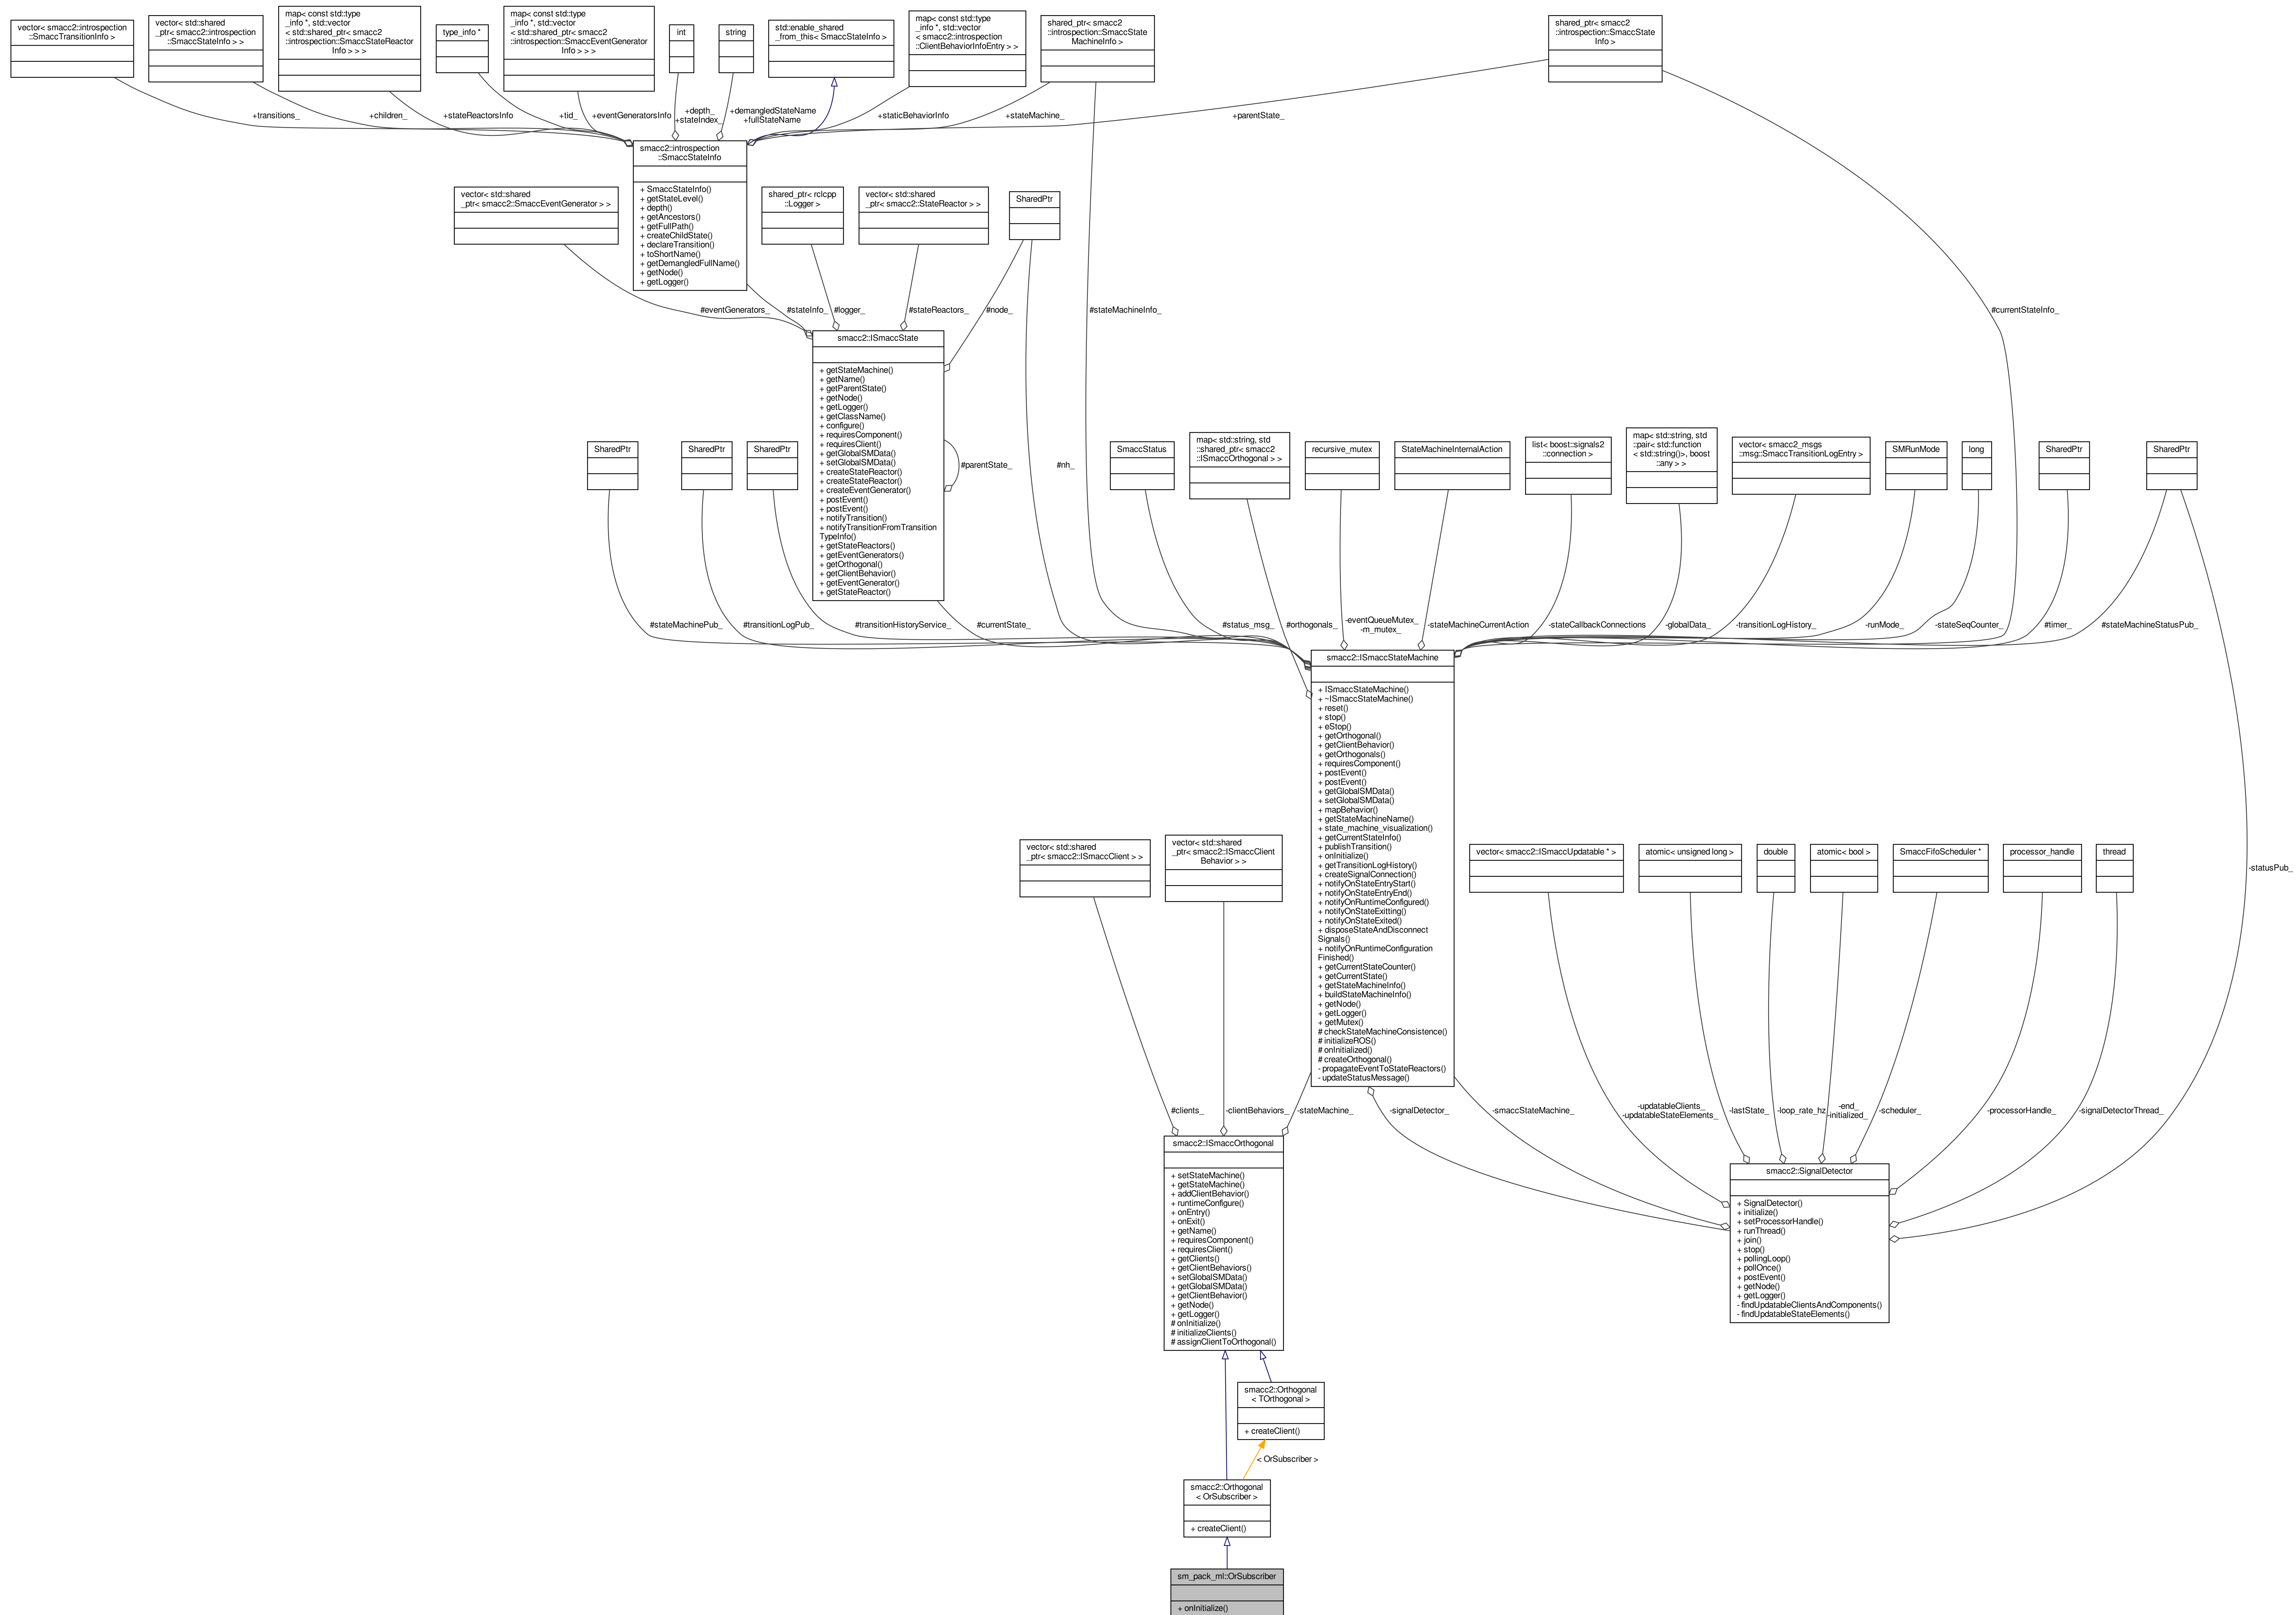 vector< smacc2::introspection
::SmaccTransitionInfo >
vector< std::shared
_ptr< smacc2::introspection
::SmaccStateInfo > >
map< const std::type
_info *, std::vector
< std::shared_ptr< smacc2
::introspection::SmaccStateReactor
Info > > >
type_info *
map< const std::type
_info *, std::vector
< std::shared_ptr< smacc2
::introspection::SmaccEventGenerator
Info > > >
int
string
std::enable_shared
_from_this< SmaccStateInfo >
map< const std::type
_info *, std::vector
< smacc2::introspection
::ClientBehaviorInfoEntry > >
shared_ptr< smacc2
::introspection::SmaccState
MachineInfo >
shared_ptr< smacc2
::introspection::SmaccState
Info >
+transitions_
+children_
+stateReactorsInfo
+tid_
+eventGeneratorsInfo
+depth_
+stateIndex_
+demangledStateName
+fullStateName
+staticBehaviorInfo
+stateMachine_
+parentState_
smacc2::introspection
::SmaccStateInfo
+ SmaccStateInfo()
+ getStateLevel()
+ depth()
+ getAncestors()
+ getFullPath()
+ createChildState()
+ declareTransition()
+ toShortName()
+ getDemangledFullName()
+ getNode()
+ getLogger()
vector< std::shared
_ptr< smacc2::SmaccEventGenerator > >
shared_ptr< rclcpp
::Logger >
vector< std::shared
_ptr< smacc2::StateReactor > >
SharedPtr
#eventGenerators_
#stateInfo_
#logger_
#stateReactors_
#node_
#stateMachineInfo_
#currentStateInfo_
smacc2::ISmaccState
+ getStateMachine()
+ getName()
+ getParentState()
+ getNode()
+ getLogger()
+ getClassName()
+ configure()
+ requiresComponent()
+ requiresClient()
+ getGlobalSMData()
+ setGlobalSMData()
+ createStateReactor()
+ createStateReactor()
+ createEventGenerator()
+ postEvent()
+ postEvent()
+ notifyTransition()
+ notifyTransitionFromTransition
TypeInfo()
+ getStateReactors()
+ getEventGenerators()
+ getOrthogonal()
+ getClientBehavior()
+ getEventGenerator()
+ getStateReactor()
#parentState_
#nh_
SharedPtr
SharedPtr
SharedPtr
SmaccStatus
map< std::string, std
::shared_ptr< smacc2
::ISmaccOrthogonal > >
recursive_mutex
StateMachineInternalAction
list< boost::signals2
::connection >
map< std::string, std
::pair< std::function
< std::string()>, boost
::any > >
vector< smacc2_msgs
::msg::SmaccTransitionLogEntry >
SMRunMode
long
SharedPtr
SharedPtr
#stateMachinePub_
#transitionLogPub_
#transitionHistoryService_
#currentState_
#status_msg_
#orthogonals_
-eventQueueMutex_
-m_mutex_
-stateMachineCurrentAction
-stateCallbackConnections
-globalData_
-transitionLogHistory_
-runMode_
-stateSeqCounter_
#timer_
#stateMachineStatusPub_
smacc2::ISmaccStateMachine
+ ISmaccStateMachine()
+ ~ISmaccStateMachine()
+ reset()
+ stop()
+ eStop()
+ getOrthogonal()
+ getClientBehavior()
+ getOrthogonals()
+ requiresComponent()
+ postEvent()
+ postEvent()
+ getGlobalSMData()
+ setGlobalSMData()
+ mapBehavior()
+ getStateMachineName()
+ state_machine_visualization()
+ getCurrentStateInfo()
+ publishTransition()
+ onInitialize()
+ getTransitionLogHistory()
+ createSignalConnection()
+ notifyOnStateEntryStart()
+ notifyOnStateEntryEnd()
+ notifyOnRuntimeConfigured()
+ notifyOnStateExitting()
+ notifyOnStateExited()
+ disposeStateAndDisconnect
Signals()
+ notifyOnRuntimeConfiguration
Finished()
+ getCurrentStateCounter()
+ getCurrentState()
+ getStateMachineInfo()
+ buildStateMachineInfo()
+ getNode()
+ getLogger()
+ getMutex()
# checkStateMachineConsistence()
# initializeROS()
# onInitialized()
# createOrthogonal()
- propagateEventToStateReactors()
- updateStatusMessage()
vector< std::shared
_ptr< smacc2::ISmaccClient > >
vector< std::shared
_ptr< smacc2::ISmaccClient
Behavior > >
vector< smacc2::ISmaccUpdatable * >
atomic< unsigned long >
double
atomic< bool >
SmaccFifoScheduler *
processor_handle
thread
-statusPub_
#clients_
-clientBehaviors_
-stateMachine_
-signalDetector_
-smaccStateMachine_
-updatableClients_
-updatableStateElements_
-lastState_
-loop_rate_hz
-end_
-initialized_
-scheduler_
-processorHandle_
-signalDetectorThread_
smacc2::ISmaccOrthogonal
+ setStateMachine()
+ getStateMachine()
+ addClientBehavior()
+ runtimeConfigure()
+ onEntry()
+ onExit()
+ getName()
+ requiresComponent()
+ requiresClient()
+ getClients()
+ getClientBehaviors()
+ setGlobalSMData()
+ getGlobalSMData()
+ getClientBehavior()
+ getNode()
+ getLogger()
# onInitialize()
# initializeClients()
# assignClientToOrthogonal()
smacc2::SignalDetector
+ SignalDetector()
+ initialize()
+ setProcessorHandle()
+ runThread()
+ join()
+ stop()
+ pollingLoop()
+ pollOnce()
+ postEvent()
+ getNode()
+ getLogger()
- findUpdatableClientsAndComponents()
- findUpdatableStateElements()
smacc2::Orthogonal
< TOrthogonal >
+ createClient()
< OrSubscriber >
smacc2::Orthogonal
< OrSubscriber >
+ createClient()
sm_pack_ml::OrSubscriber
+ onInitialize()